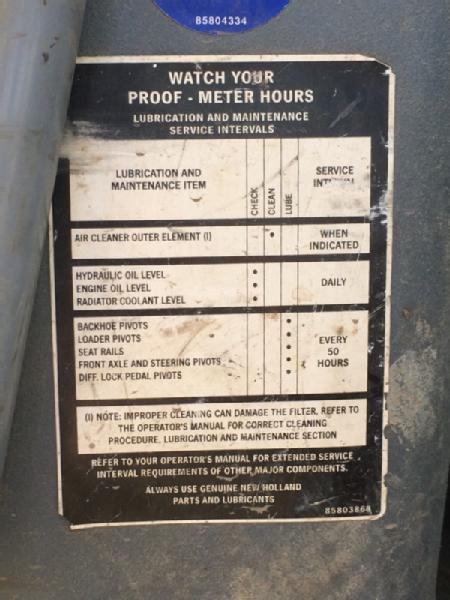 85804334
WATCH YOUR
PROOF - METER HOURS
LUBRICATION AND MAINTENANCE
SERVICE INTERVALS
LUBRICATION AND
MAINTENANCE ITEM
CHECK
CLEAN
LUBE
SERVICE
AIR CLEANER OUTER ELEMENT (I)
WHEN
INDICATED
HYDRAULIC OIL LEVEL
ENGINE OIL LEVEL
RADIATOR COOLANT LEVEL
DAILY
BACKHOE PIVOTS
LOADER PIVOTS
SEAT RAILS
FRONT AXLE AND STEERING PIVOTS
DIFF. LOCK PEDAL PIVOTS
EVERY
50
HOURS
(I) NOTE: IMPROPER CLEANING CAN DAMAGE THE FILTER. REFER TO
THE OPERATOR'S MANUAL FOR CORRECT CLEANING
PROCEDURE. LUBRICATION AND MAINTENANCE SECTION
REFER TO YOUR OPERATOR'S MANUAL FOR EXTENDED SERVICE
INTERVAL REQUIREMENTS OF OTHER MAJOR COMPONENTS.
ALWAYS USE GENUINE NEW HOLLAND
PARTS AND LUBRICANTS
85803868